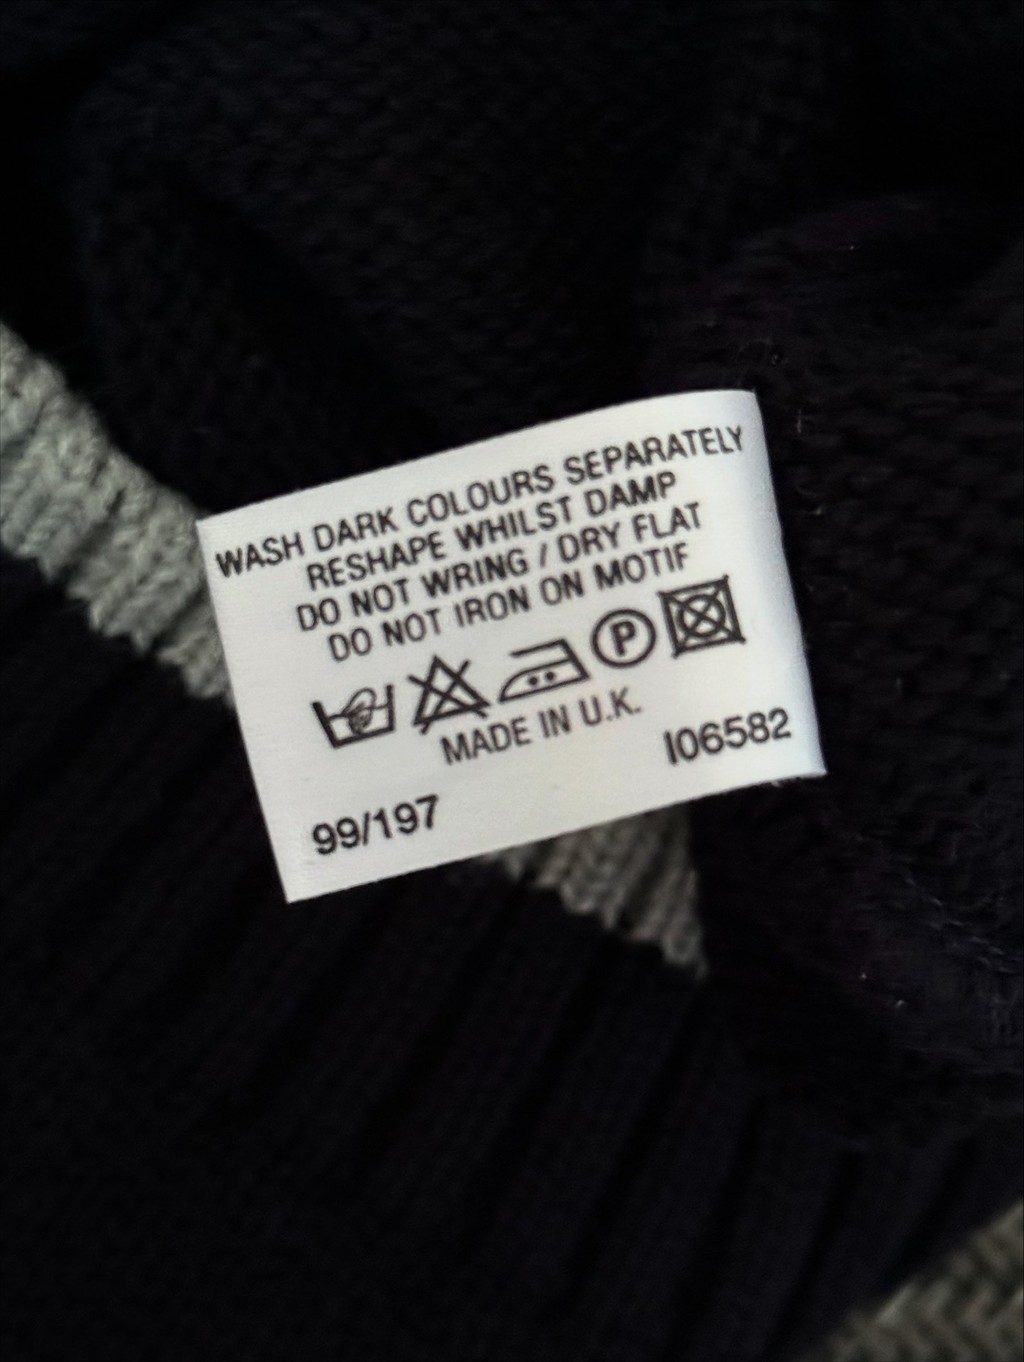 WASH DARK COLOURS SEPARATELY
RESHAPE WHILST DAMP
DO NOT WRING / DRY FLAT
DO NOT IRON ON MOTIF
P
MADE IN U.K.
I06582
99/197